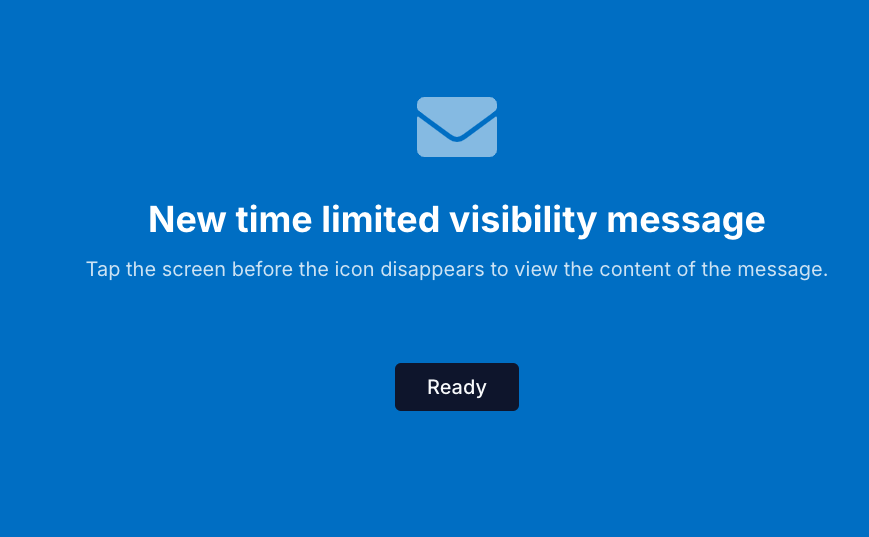 New time limited visibility message
Tap the screen before the icon disappears to view the content of the message.
Ready